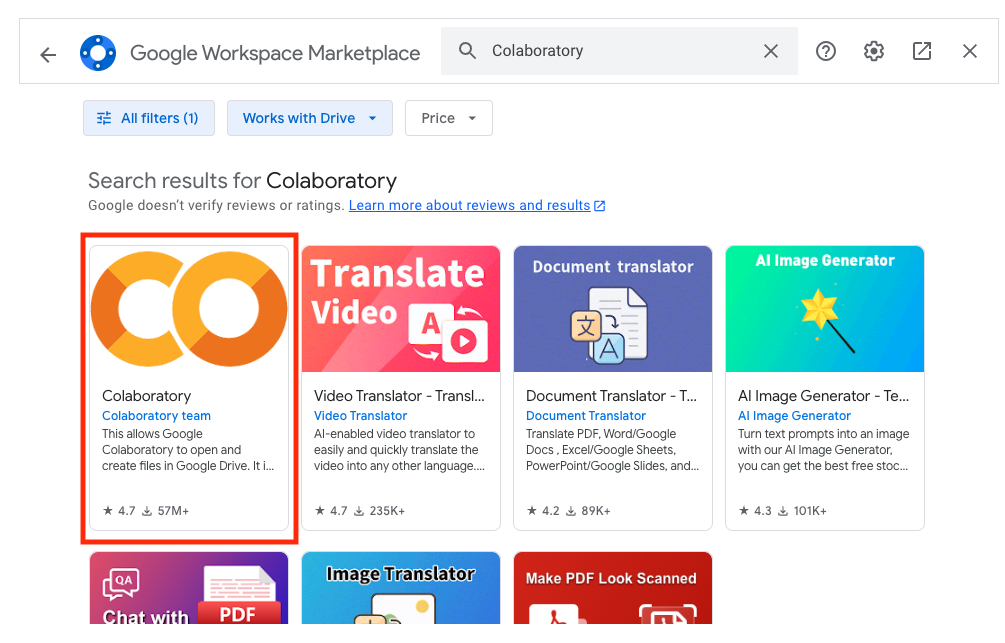 Google Workspace Marketplace
Colaboratory
All filters (1)
Works with Drive
Price
Search results for Colaboratory
Google doesn’t verify reviews or ratings. Learn more about reviews and results
Colaboratory
Colaboratory team
This allows Google
Colaboratory to open and
create files in Google Drive. It i...
4.7 57M+
Translate
Video
A
Video Translator - Transl...
Video Translator
AI-enabled video translator to
easily and quickly translate the
video into any other language....
4.7 235K+
Document translator
文
A
Document Translator - T...
Document Translator
Translate PDF, Word/Google
Docs , Excel/Google Sheets,
PowerPoint/Google Slides, and...
4.2 89K+
AI Image Generator
AI Image Generator - Te...
AI Image Generator
Turn text prompts into an image
with our AI Image Generator,
you can get the best free stoc...
4.3 101K+
QA
Chat with
PDF
Image Translator
Make PDF Look Scanned